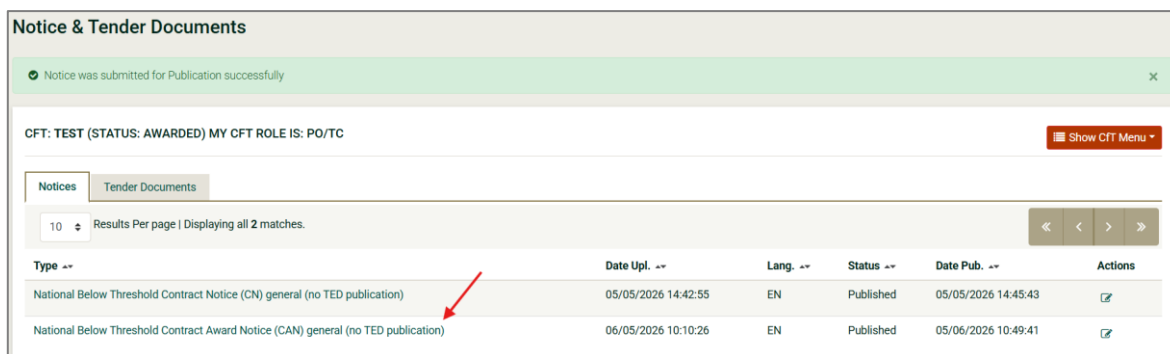 Notice & Tender Documents
Notice was submitted for Publication successfully
×
CFT: TEST (STATUS: AWARDED) MY CFT ROLE IS: PO/TC
Show CfT Menu
Notices Tender Documents
10 Results Per page | Displaying all 2 matches.
« < > »
Type Date Upl. Lang. Status Date Pub. Actions
National Below Threshold Contract Notice (CN) general (no TED publication) 05/05/2026 14:42:55 EN Published 05/05/2026 14:45:43
National Below Threshold Contract Award Notice (CAN) general (no TED publication) 06/05/2026 10:10:26 EN Published 05/06/2026 10:49:41